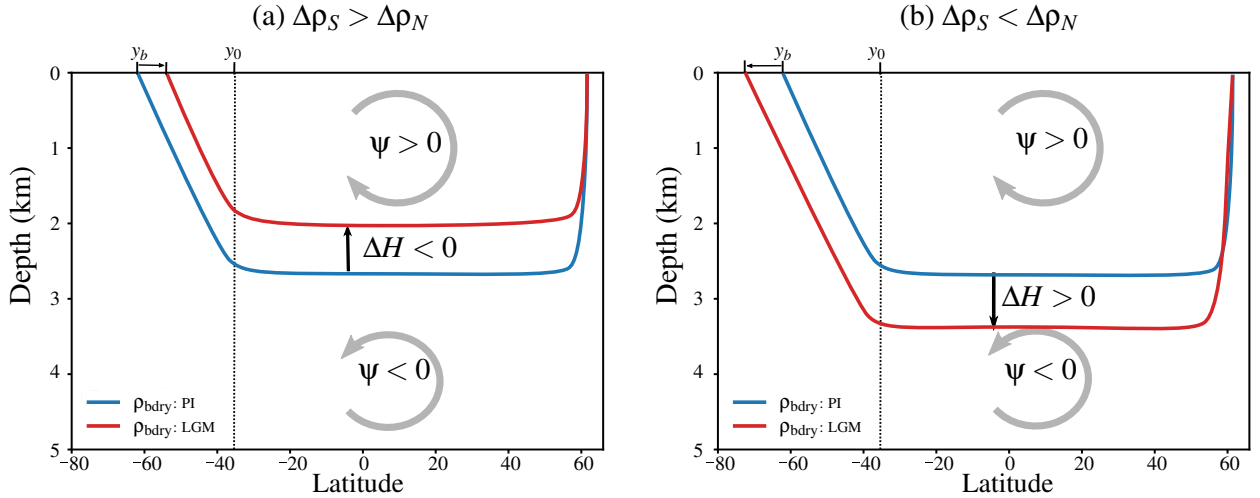 (a) Δρ_S > Δρ_N
y_b y_0
0
1
2
3
4
5
Depth (km)
ψ > 0
ΔH < 0
ψ < 0
ρ_bdry: PI
ρ_bdry: LGM
−80 −60 −40 −20 0 20 40 60
Latitude
(b) Δρ_S < Δρ_N
y_b y_0
0
1
2
3
4
5
Depth (km)
ψ > 0
ΔH > 0
ψ < 0
ρ_bdry: PI
ρ_bdry: LGM
−80 −60 −40 −20 0 20 40 60
Latitude